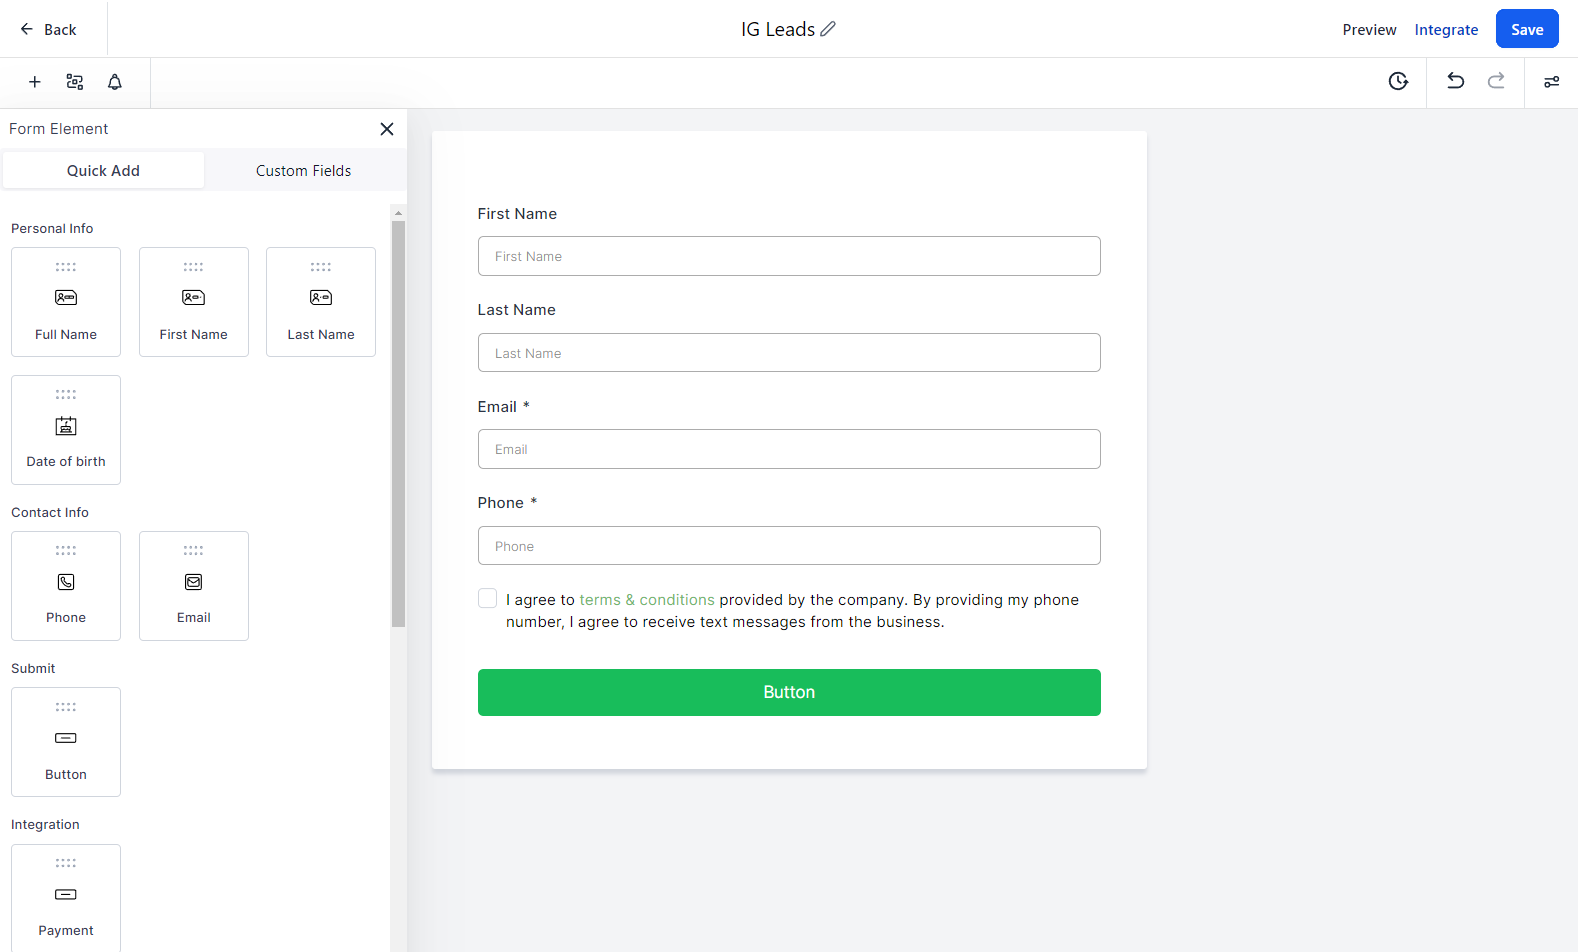 Back
IG Leads
Preview
Integrate
Save
Form Element
Quick Add
Custom Fields
Personal Info
Full Name
First Name
Last Name
Date of birth
Contact Info
Phone
Email
Submit
Button
Integration
Payment
First Name
First Name
Last Name
Last Name
Email *
Email
Phone *
Phone
I agree to terms & conditions provided by the company. By providing my phone
number, I agree to receive text messages from the business.
Button